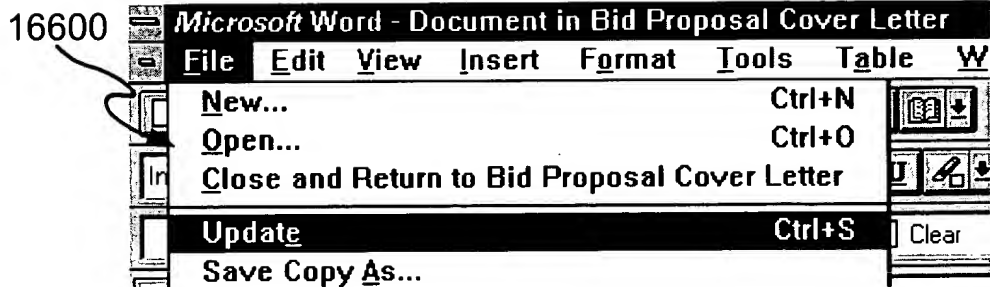 16600
Microsoft Word - Document in Bid Proposal Cover Letter
File Edit View Insert Format Tools Table W
New... Ctrl+N
Open... Ctrl+O
In
Close and Return to Bid Proposal Cover Letter U
Update Ctrl+S Clear
Save Copy As...